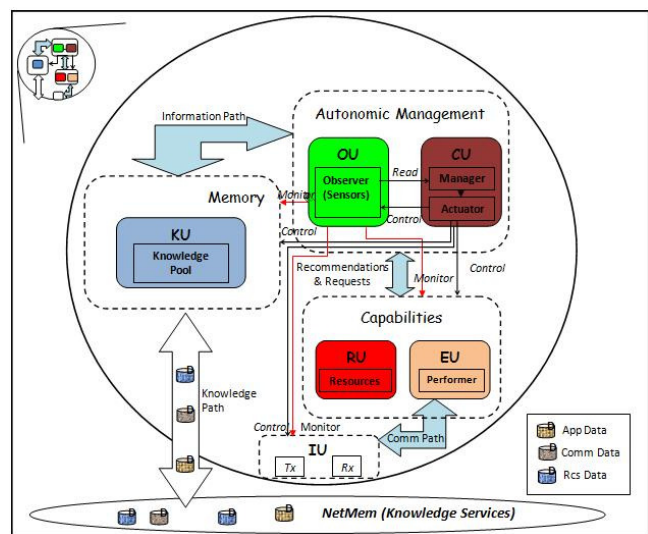 Autonomic Management
Information Path
OU
CU
Observer
(Sensors)
Read
Manager
Control
Actuator
Memory
Monitor
Control
KU
Knowledge
Pool
Recommendations
& Requests
Monitor
Control
Capabilities
RU
EU
Resources
Performer
Knowledge
Path
Control
Monitor
Comm Path
IU
Tx
Rx
D
App Data
D
Comm Data
D
Rcs Data
D
D
D
D
D
D
D
NetMem (Knowledge Services)